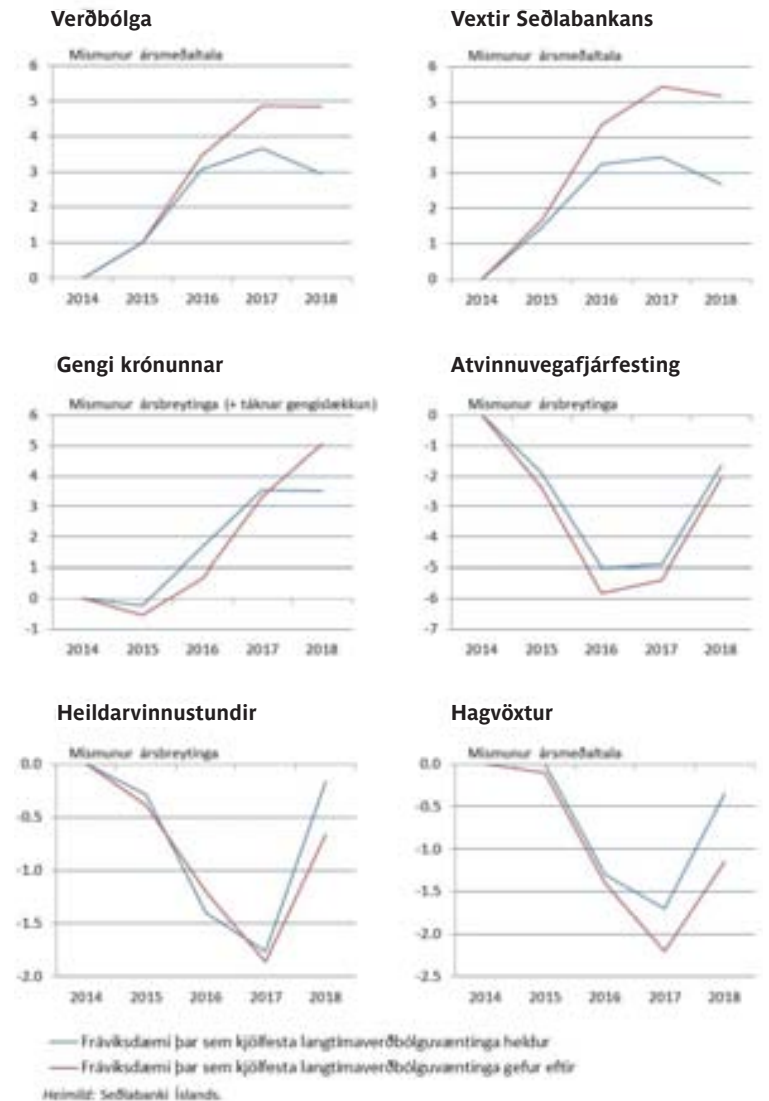 Verðbólga
Mismunur ársmeðaltala
6
5
4
3
2
1
0
2014 2015 2016 2017 2018
Vextir Seðlabankans
Mismunur ársmeðaltala
6
5
4
3
2
1
0
2014 2015 2016 2017 2018
Gengi krónunnar
Mismunur ársbreytinga (+ táknar gengislækkun)
6
5
4
3
2
1
0
-1
2014 2015 2016 2017 2018
Atvinnuvegafjárfesting
Mismunur ársbreytinga
0
-1
-2
-3
-4
-5
-6
-7
2014 2015 2016 2017 2018
Heildarvinnustundir
Mismunur ársbreytinga
0.0
-0.5
-1.0
-1.5
-2.0
2014 2015 2016 2017 2018
Hagvöxtur
Mismunur ársmeðaltala
0.0
-0.5
-1.0
-1.5
-2.0
-2.5
2014 2015 2016 2017 2018
Fráviksdæmi þar sem kjölfesta langtímaverðbólguvæntinga heldur
Fráviksdæmi þar sem kjölfesta langtímaverðbólguvæntinga gefur eftir
Heimild: Seðlabanki Íslands.